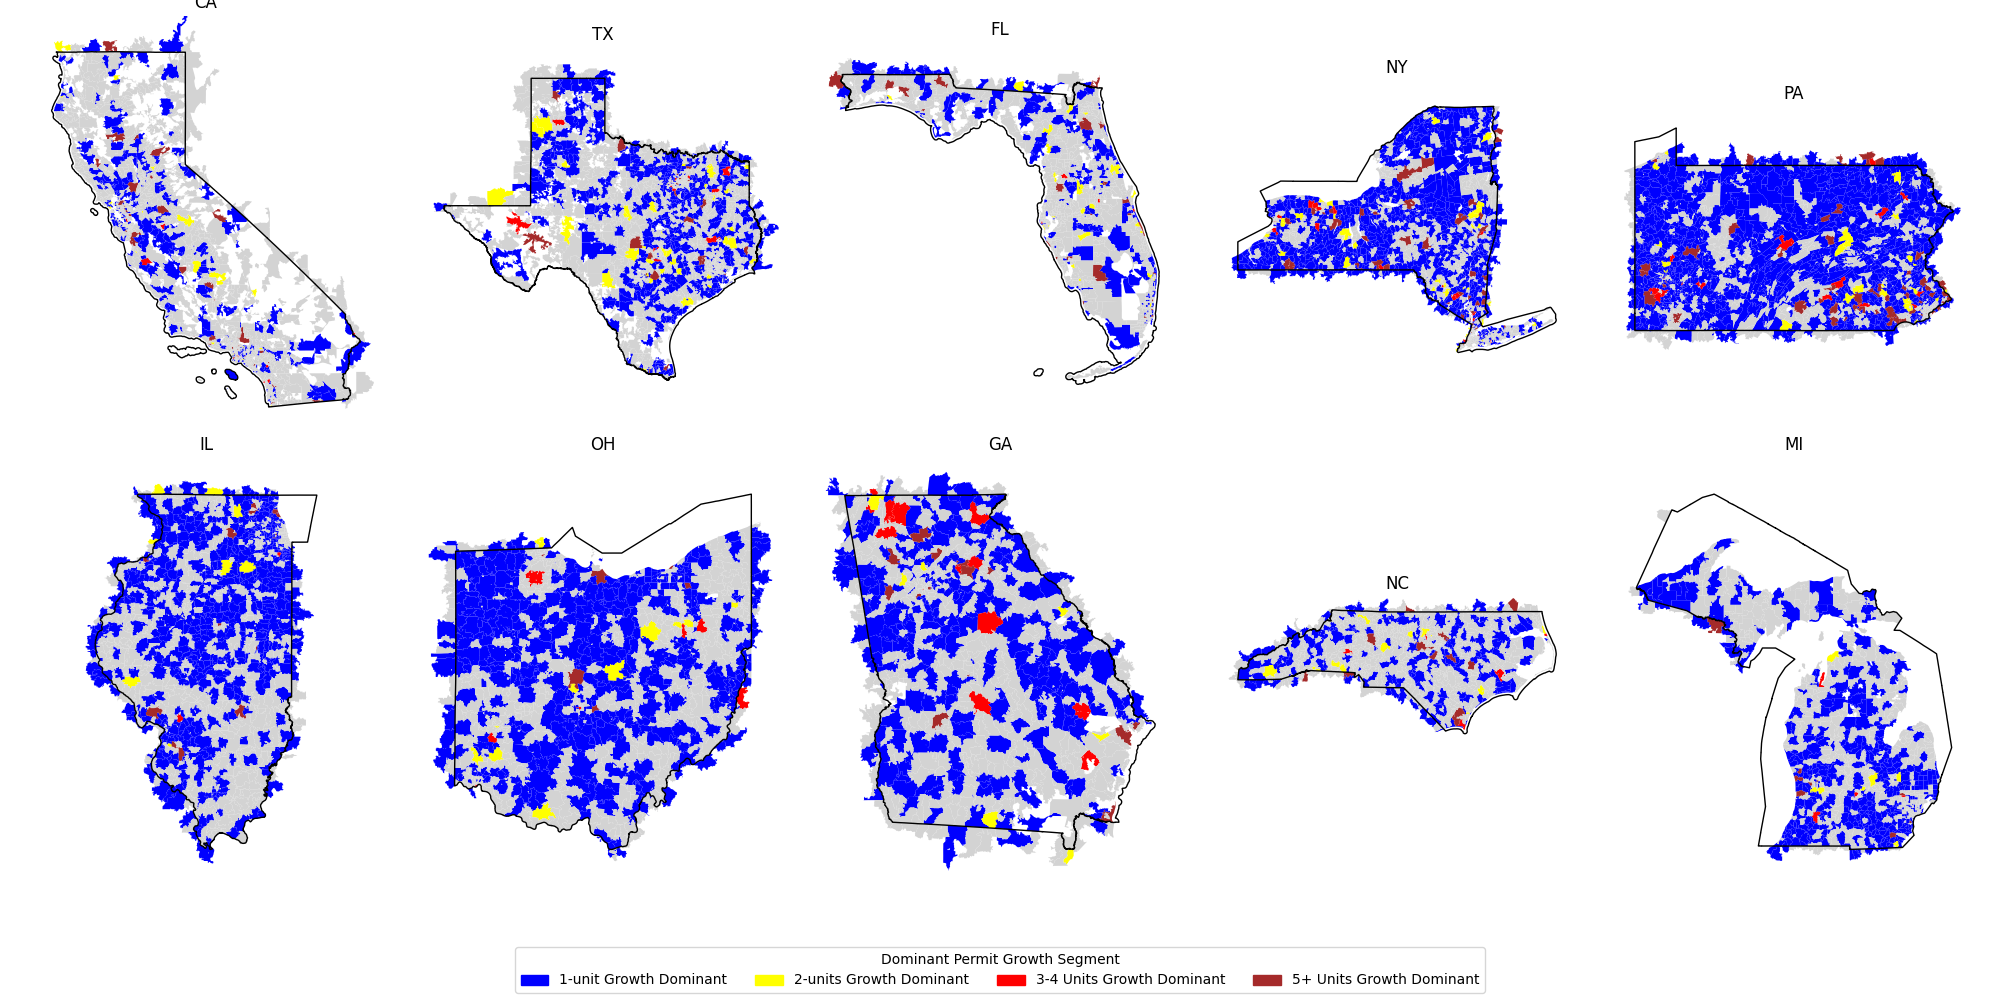 CA
TX
FL
NY
PA
IL
OH
GA
NC
MI
Dominant Permit Growth Segment
1-unit Growth Dominant
2-units Growth Dominant
3-4 Units Growth Dominant
5+ Units Growth Dominant